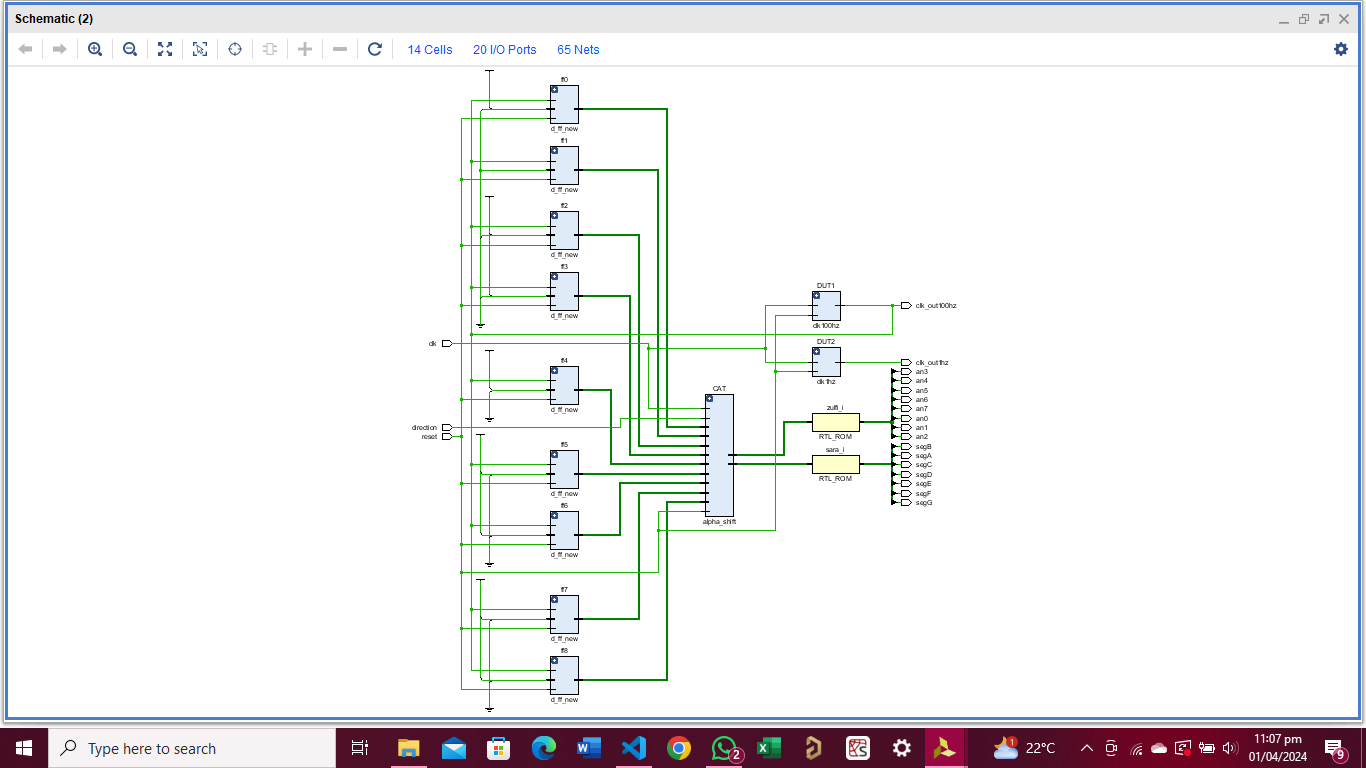 Schematic (2)
14 Cells
20 I/O Ports
65 Nets
ff0
d_ff_new
ff1
d_ff_new
ff2
d_ff_new
ff3
d_ff_new
clk
ff4
d_ff_new
direction
reset
ff5
d_ff_new
ff6
d_ff_new
ff7
d_ff_new
ff8
d_ff_new
CAT
alpha_shift
DUT1
clk100hz
DUT2
clk1hz
zulfi_i
RTL_ROM
sara_i
RTL_ROM
clk_out100hz
clk_out1hz
an3
an4
an5
an6
an7
an0
an1
an2
segB
segA
segC
segD
segE
segF
segG
Type here to search
2
1
22°C
11:07 pm
01/04/2024
9